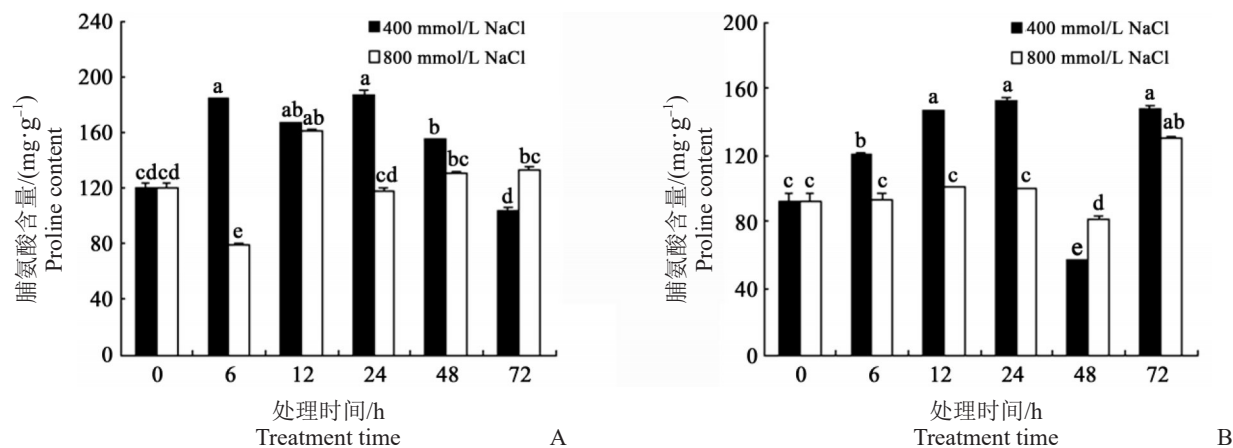 240
200
160
120
80
40
0
脯氨酸含量/(mg·g⁻¹)
Proline content
400 mmol/L NaCl
800 mmol/L NaCl
cd cd
a
e
ab ab
a
cd
b
bc
d
bc
0 6 12 24 48 72
处理时间/h
Treatment time
A
200
160
120
80
40
0
脯氨酸含量/(mg·g⁻¹)
Proline content
400 mmol/L NaCl
800 mmol/L NaCl
c c
b
c
a
c
a
c
e
d
a
ab
0 6 12 24 48 72
处理时间/h
Treatment time
B